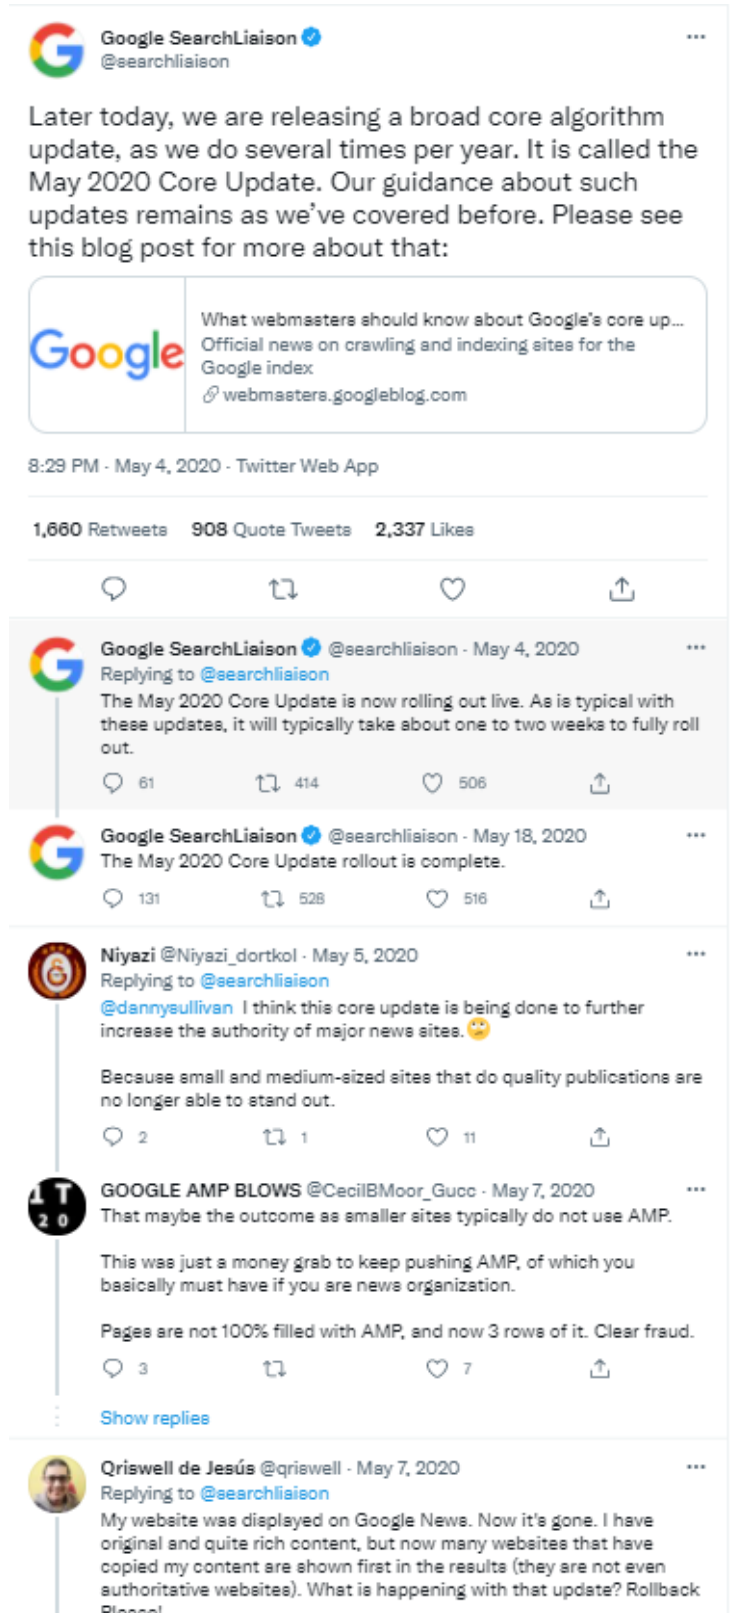 Google SearchLiaison
@searchliaison
Later today, we are releasing a broad core algorithm
update, as we do several times per year. It is called the
May 2020 Core Update. Our guidance about such
updates remains as we've covered before. Please see
this blog post for more about that:
Google
What webmasters should know about Google's core up...
Official news on crawling and indexing sites for the
Google index
webmasters.googleblog.com
8:29 PM · May 4, 2020 · Twitter Web App
1,660 Retweets 908 Quote Tweets 2,337 Likes
Google SearchLiaison @searchliaison · May 4, 2020
Replying to @searchliaison
The May 2020 Core Update is now rolling out live. As is typical with
these updates, it will typically take about one to two weeks to fully roll
out.
61 414 506
Google SearchLiaison @searchliaison · May 18, 2020
The May 2020 Core Update rollout is complete.
131 528 516
Niyazi @Niyazi_dortkol · May 5, 2020
Replying to @searchliaison
@dannysullivan I think this core update is being done to further
increase the authority of major news sites.🙄
Because small and medium-sized sites that do quality publications are
no longer able to stand out.
2 1 11
1 T
2 0
GOOGLE AMP BLOWS @CecilBMoor_Gucc · May 7, 2020
That maybe the outcome as smaller sites typically do not use AMP.
This was just a money grab to keep pushing AMP, of which you
basically must have if you are news organization.
Pages are not 100% filled with AMP, and now 3 rows of it. Clear fraud.
3 7
Show replies
Qriswell de Jesús @qriswell · May 7, 2020
Replying to @searchliaison
My website was displayed on Google News. Now it's gone. I have
original and quite rich content, but now many websites that have
copied my content are shown first in the results (they are not even
authoritative websites). What is happening with that update? Rollback
Please!